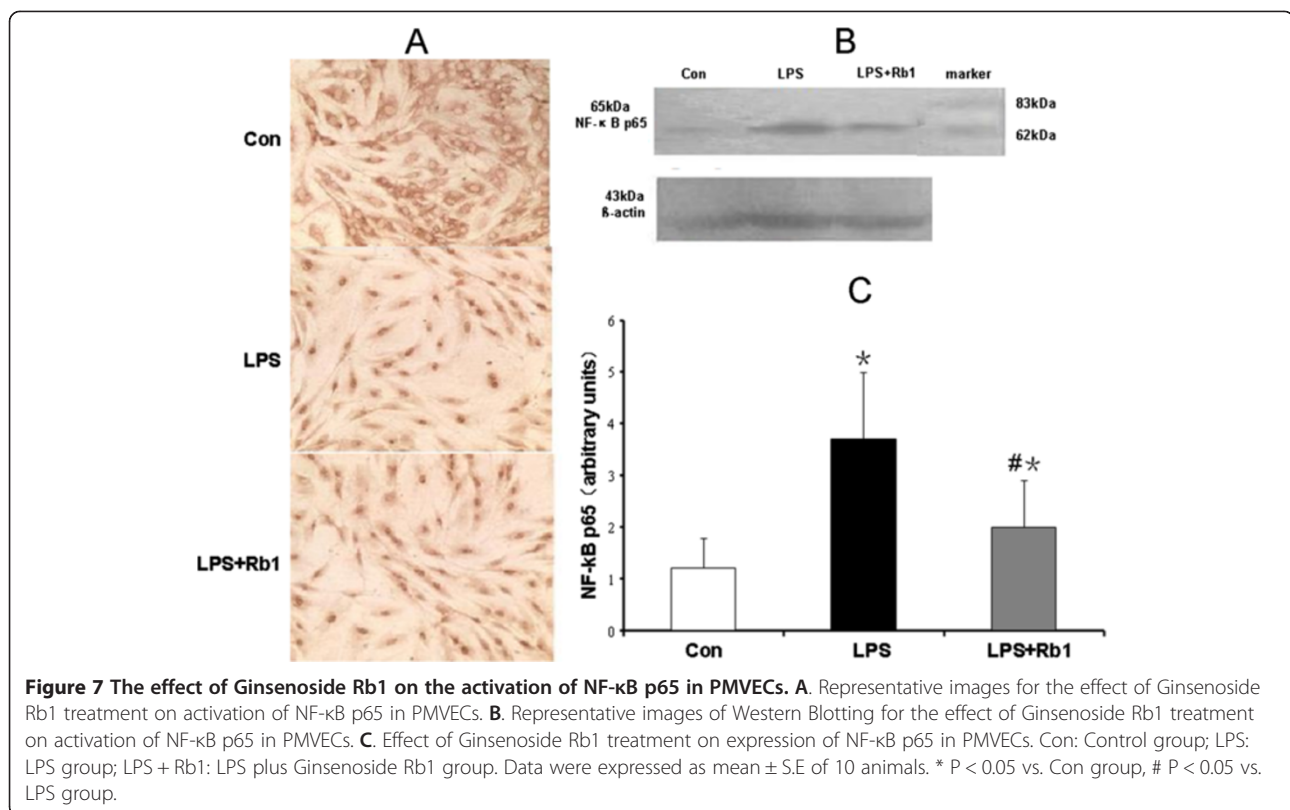 A
Con
LPS
LPS+Rb1
B
Con LPS LPS+Rb1 marker
65kDa
NF-κ B p65
83kDa
62kDa
43kDa
ß-actin
C
NF-kB p65 (arbitrary units)
6
5
4
3
2
1
0
*
#*
Con LPS LPS+Rb1
Figure 7 The effect of Ginsenoside Rb1 on the activation of NF-κB p65 in PMVECs. A. Representative images for the effect of Ginsenoside
Rb1 treatment on activation of NF-κB p65 in PMVECs. B. Representative images of Western Blotting for the effect of Ginsenoside Rb1 treatment
on activation of NF-κB p65 in PMVECs. C. Effect of Ginsenoside Rb1 treatment on expression of NF-κB p65 in PMVECs. Con: Control group; LPS:
LPS group; LPS + Rb1: LPS plus Ginsenoside Rb1 group. Data were expressed as mean ± S.E of 10 animals. * P < 0.05 vs. Con group, # P < 0.05 vs.
LPS group.